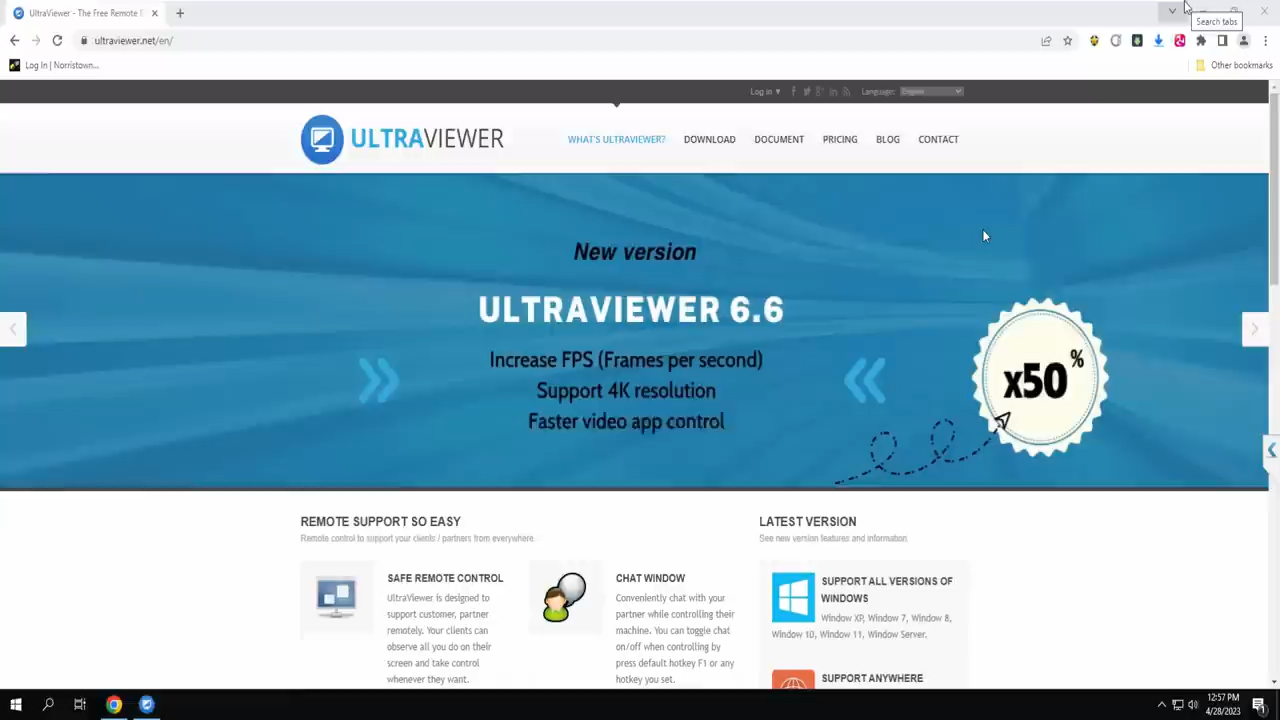 UltraViewer - The Free Remote
Search tabs
ultraviewer.net/en/
Log In | Norristown...
Other bookmarks
Log in
Language:
English
ULTRAVIEWER
WHAT'S ULTRAVIEWER?
DOWNLOAD
DOCUMENT
PRICING
BLOG
CONTACT
New version
ULTRAVIEWER 6.6
Increase FPS (Frames per second)
Support 4K resolution
Faster video app control
x50%
REMOTE SUPPORT SO EASY
Remote control to support your clients / partners from everywhere.
SAFE REMOTE CONTROL
UltraViewer is designed to
support customer, partner
remotely. Your clients can
observe all you do on their
screen and take control
whenever they want.
CHAT WINDOW
Conveniently chat with your
partner while controlling their
machine. You can toggle chat
on/off when controlling by
press default hotkey F1 or any
hotkey you set.
LATEST VERSION
See new version features and information.
SUPPORT ALL VERSIONS OF
WINDOWS
Window XP, Window 7, Window 8,
Window 10, Window 11, Window Server.
SUPPORT ANYWHERE
12:57 PM
4/28/2023